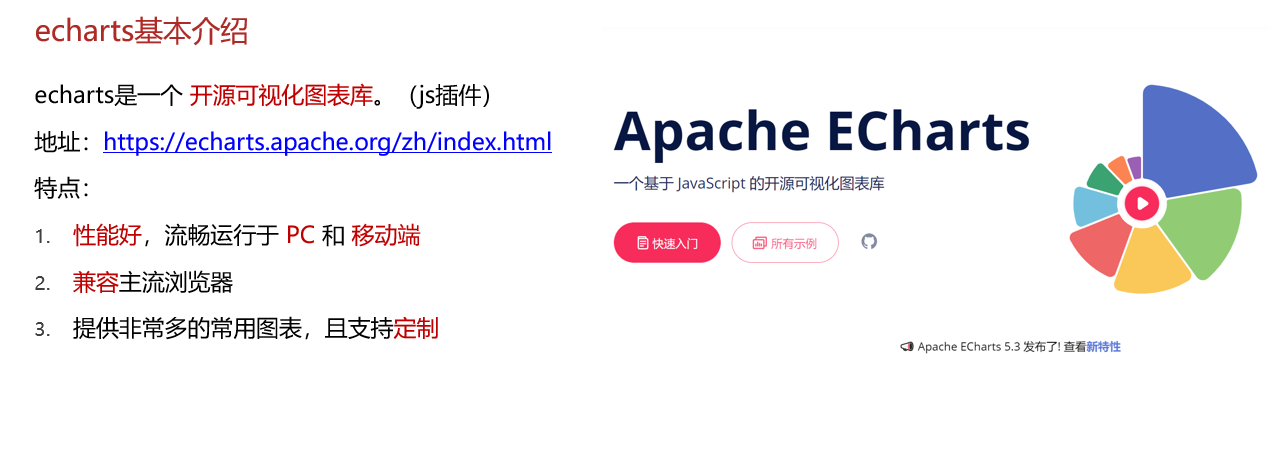 echarts基本介绍
echarts是一个 开源可视化图表库。（js插件）
地址：https://echarts.apache.org/zh/index.html
特点：
1. 性能好，流畅运行于 PC 和 移动端
2. 兼容主流浏览器
3. 提供非常多的常用图表，且支持定制
Apache ECharts
一个基于 JavaScript 的开源可视化图表库
快速入门
所有示例
Apache ECharts 5.3 发布了! 查看新特性